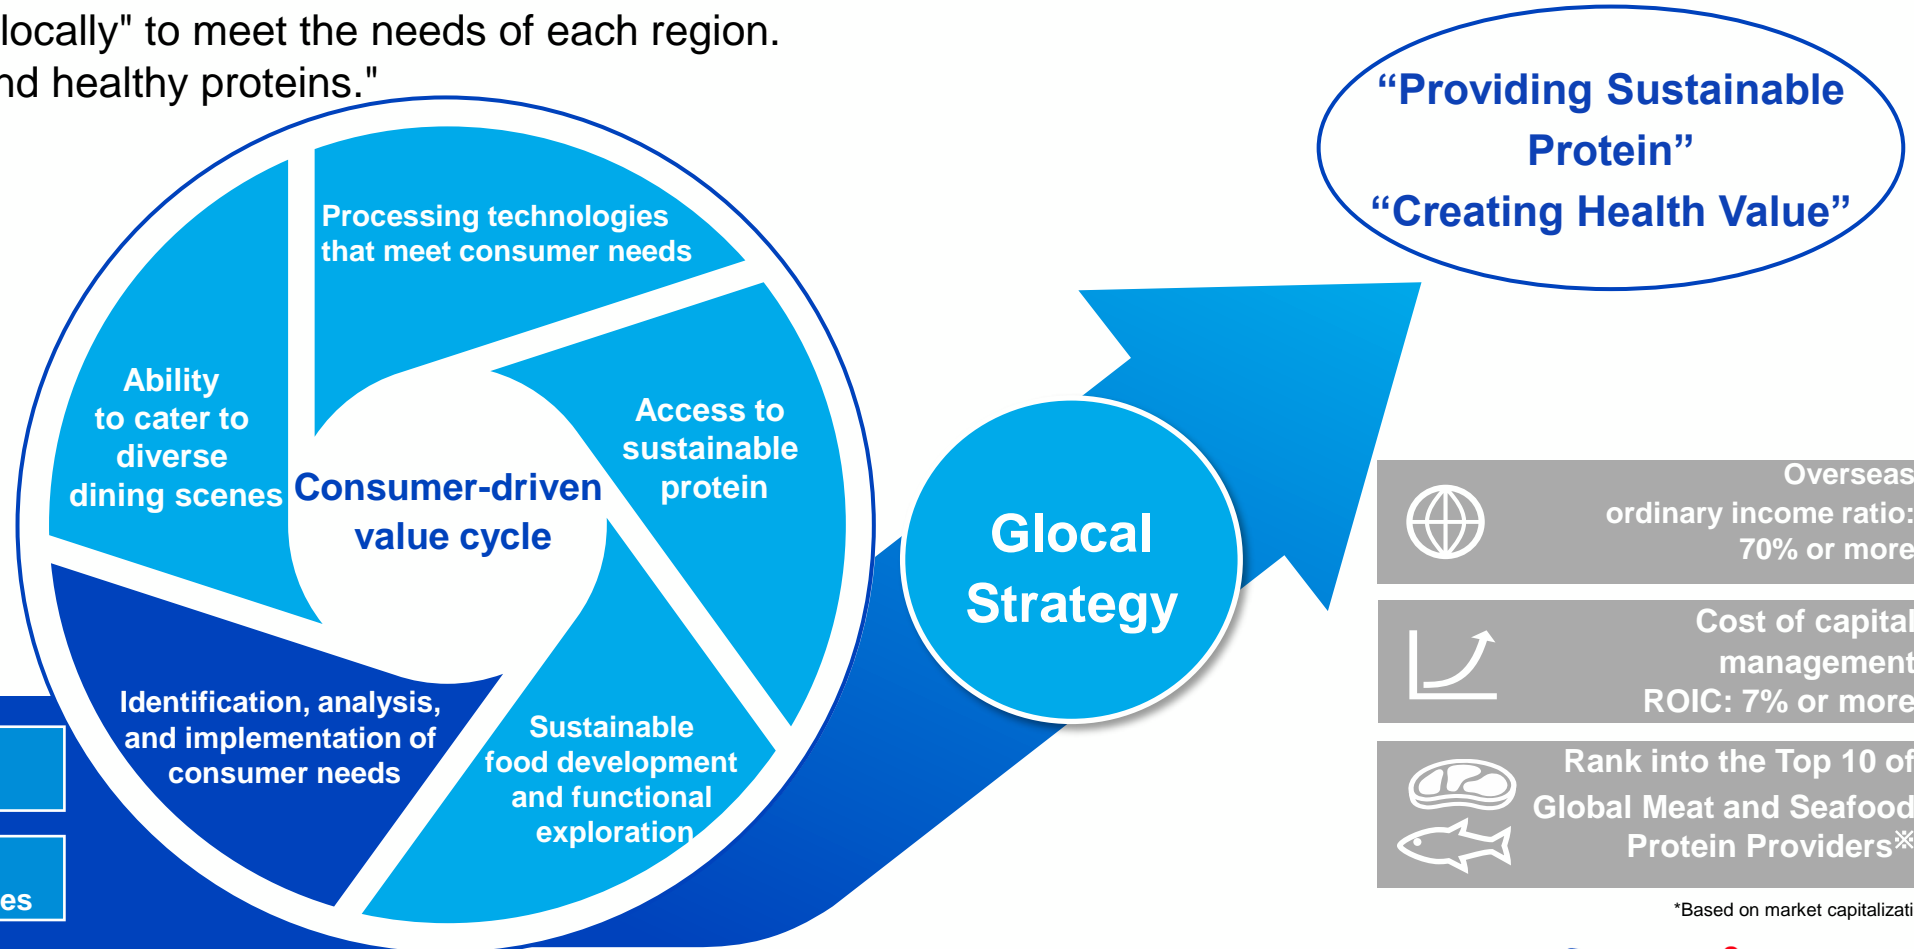 locally" to meet the needs of each region.
nd healthy proteins."
“Providing Sustainable
Protein”
“Creating Health Value”
Processing technologies
that meet consumer needs
Ability
to cater to
diverse
dining scenes
Access to
sustainable
protein
Consumer-driven
value cycle
Identification, analysis,
and implementation of
consumer needs
Sustainable
food development
and functional
exploration
Glocal
Strategy
Overseas
ordinary income ratio:
70% or more
Cost of capital
management
ROIC: 7% or more
Rank into the Top 10 of
Global Meat and Seafood
Protein Providers※
es
*Based on market capitalizati